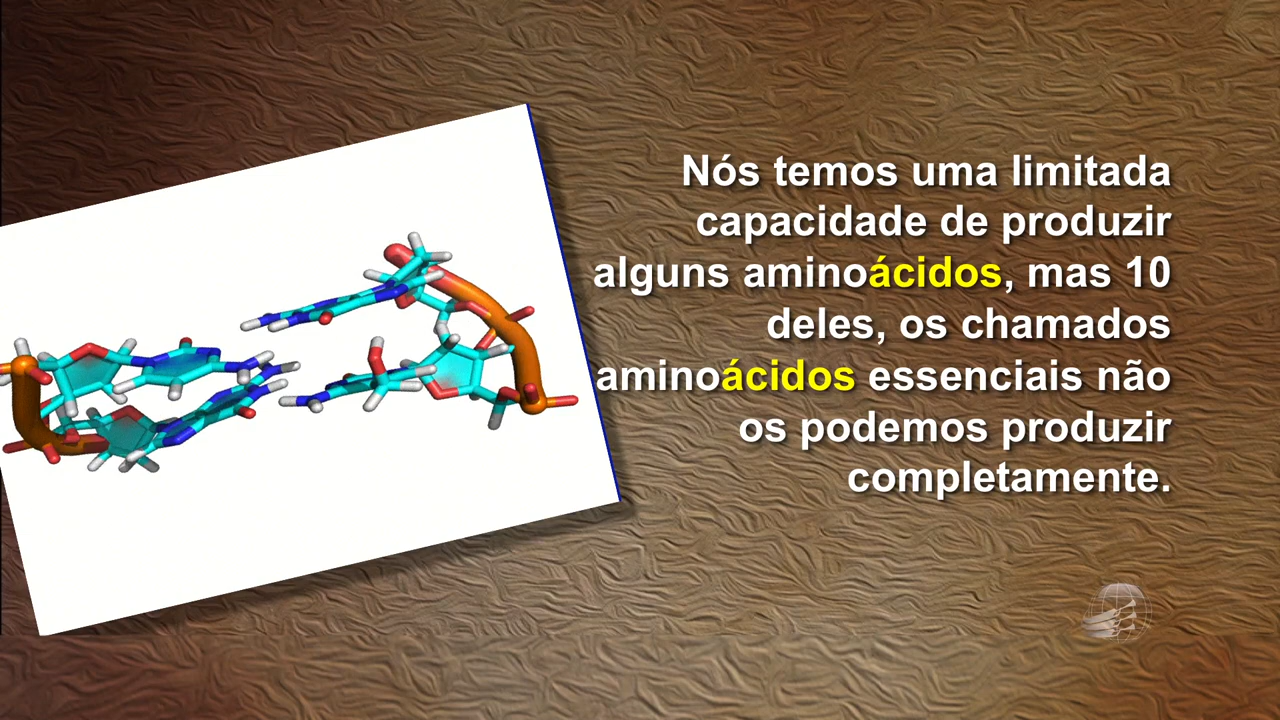 Nós temos uma limitada
capacidade de produzir
alguns aminoácidos, mas 10
deles, os chamados
aminoácidos essenciais não
os podemos produzir
completamente.